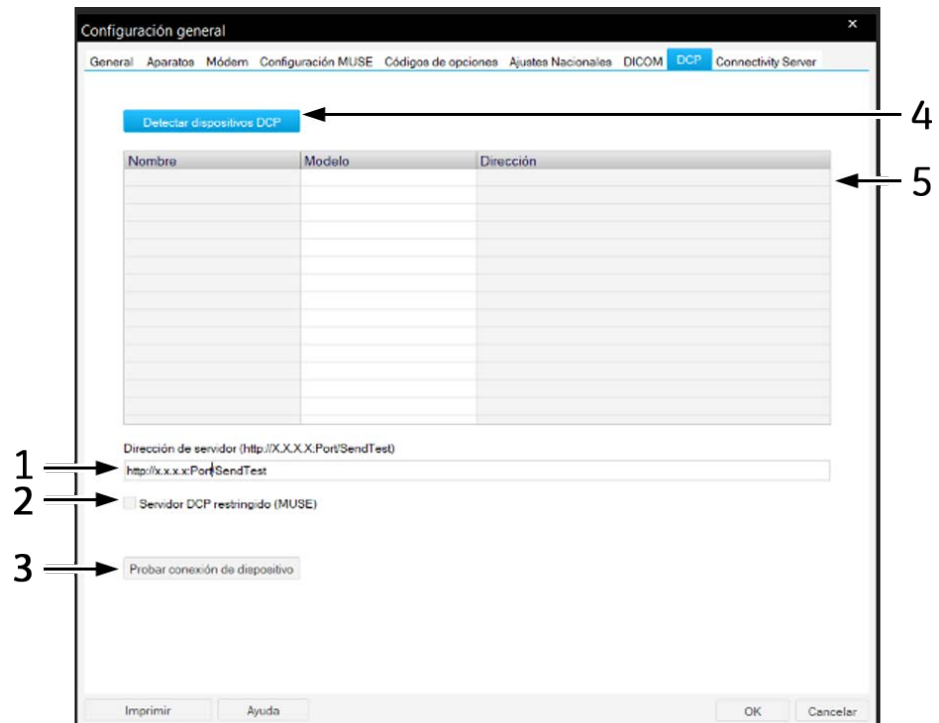 Configuración general
×
General Aparatos Módem Configuración MUSE Códigos de opciones Ajustes Nacionales DICOM DCP Connectivity Server
Detectar dispositivos DCP
4
Nombre Modelo Dirección
5
Dirección de servidor (http://X.X.X.X:Port/SendTest)
1
http://x.x.x.x:Port/SendTest
2
Servidor DCP restringido (MUSE)
3
Probar conexión de dispositivo
Imprimir Ayuda OK Cancelar